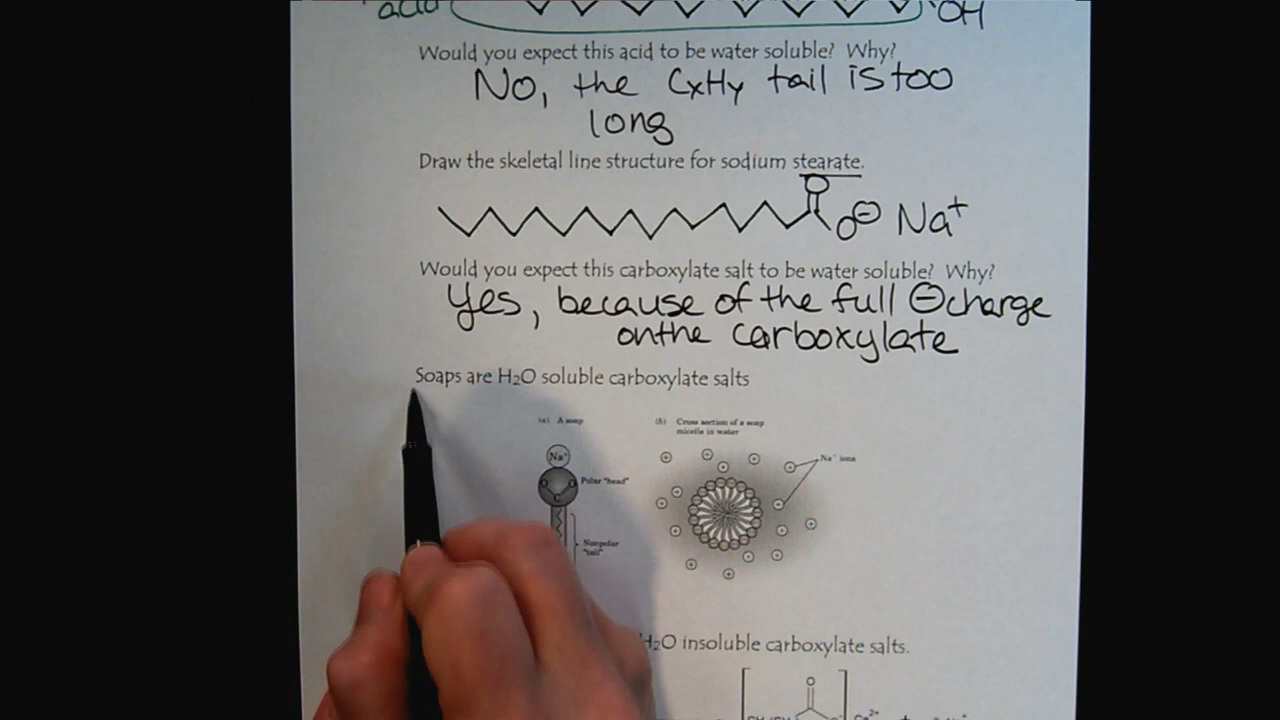 acid
OH
Would you expect this acid to be water soluble? Why?
No, the CxHy tail is too
long
Draw the skeletal line structure for sodium stearate.
O
O⊖ Na⁺
Would you expect this carboxylate salt to be water soluble? Why?
Yes, because of the full ⊖ charge
on the carboxylate
Soaps are H₂O soluble carboxylate salts
(a) A soap
(b) Cross section of a soap
micelle in water
Na⁺
Na⁺ ions
O O
C
Polar "head"
Nonpolar
"tail"
H₂O insoluble carboxylate salts.
O